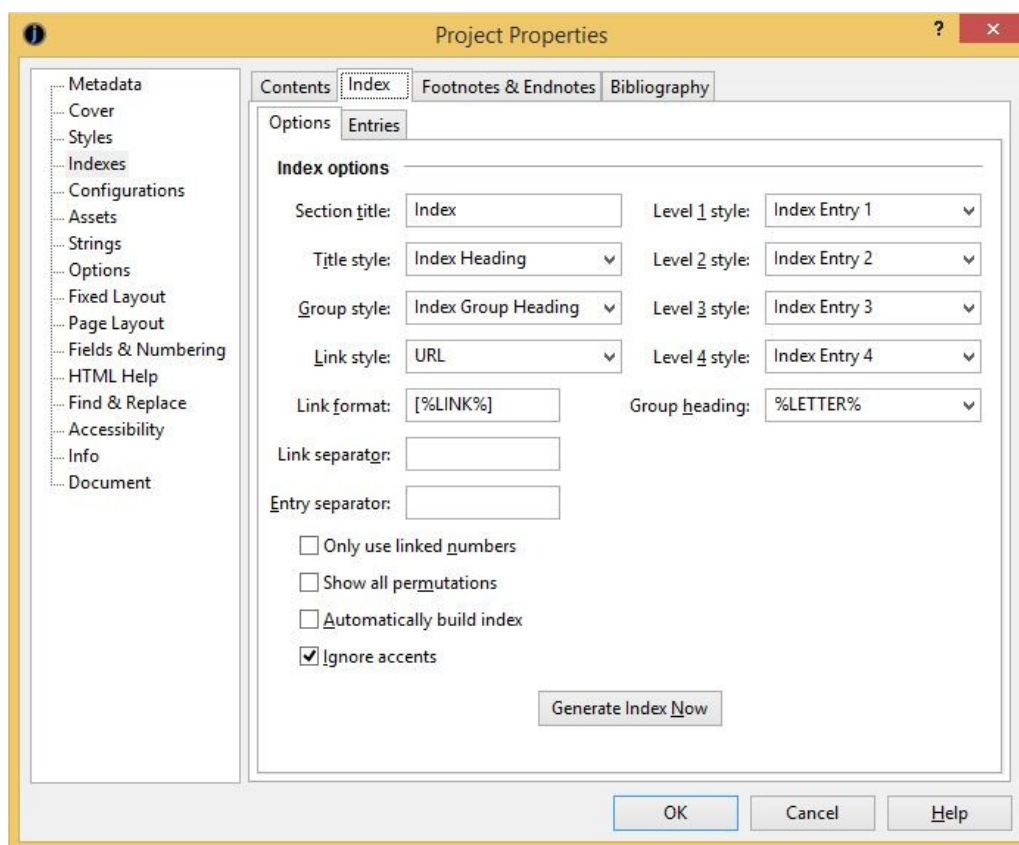 Project Properties
?
Metadata
Cover
Styles
Indexes
Configurations
Assets
Strings
Options
Fixed Layout
Page Layout
Fields & Numbering
HTML Help
Find & Replace
Accessibility
Info
Document
Contents Index Footnotes & Endnotes Bibliography
Options Entries
Index options
Section title: Index Level 1 style: Index Entry 1
Title style: Index Heading Level 2 style: Index Entry 2
Group style: Index Group Heading Level 3 style: Index Entry 3
Link style: URL Level 4 style: Index Entry 4
Link format: [%LINK%] Group heading: %LETTER%
Link separator:
Entry separator:
Only use linked numbers
Show all permutations
Automatically build index
Ignore accents
Generate Index Now
OK Cancel Help